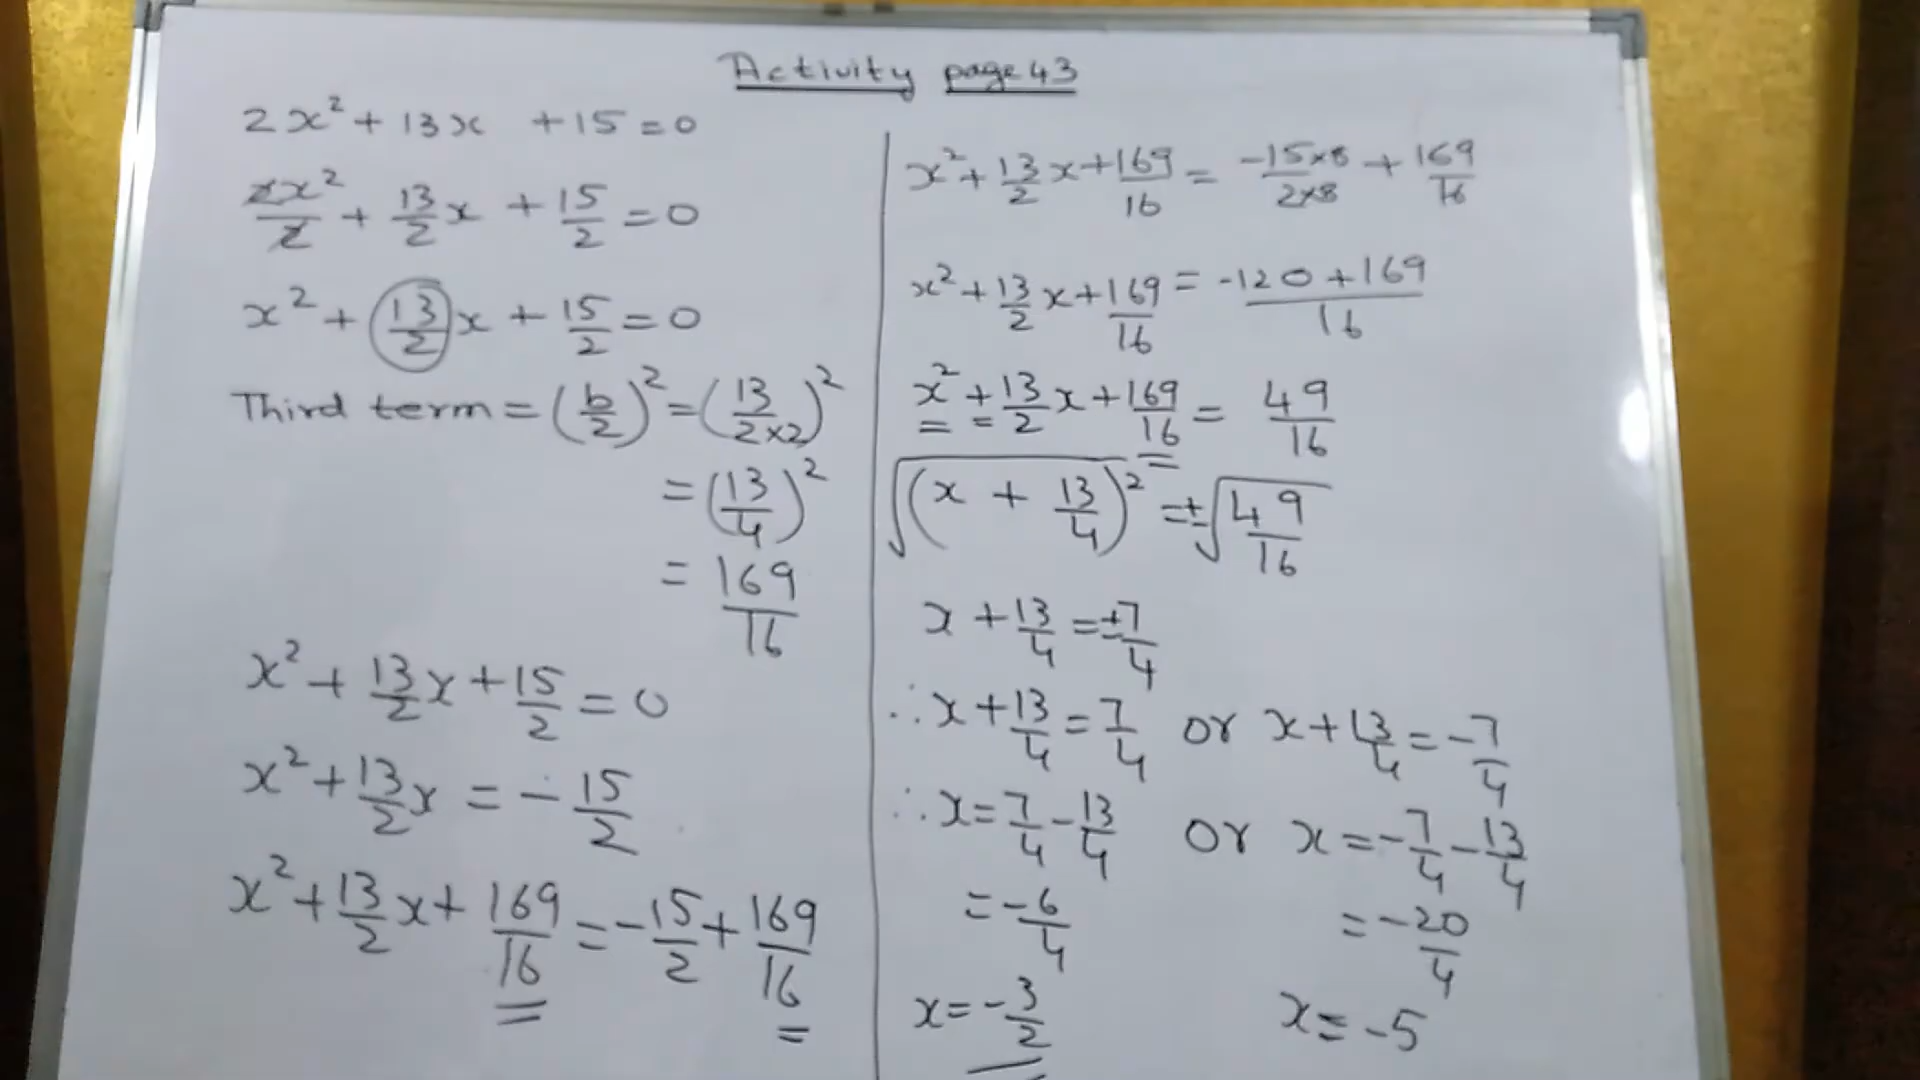 Activity page 43
2x² + 13x + 15 = 0
2x²/2 + 13/2 x + 15/2 = 0
x² + 13/2 x + 15/2 = 0
Third term = (b/2)² = (13/2×2)²
= (13/4)²
= 169/16
x² + 13/2 x + 15/2 = 0
x² + 13/2 x = - 15/2
x² + 13/2 x + 169/16 = - 15/2 + 169/16
x² + 13/2 x + 169/16 = -15×8/2×8 + 169/16
x² + 13/2 x + 169/16 = -120 + 169/16
x² + 13/2 x + 169/16 = 49/16
√(x + 13/4)² = ±√49/16
x + 13/4 = ±7/4
∴ x + 13/4 = 7/4 or x + 13/4 = -7/4
∴ x = 7/4 - 13/4 or x = -7/4 - 13/4
= -6/4 = -20/4
x = -3/2 x = -5